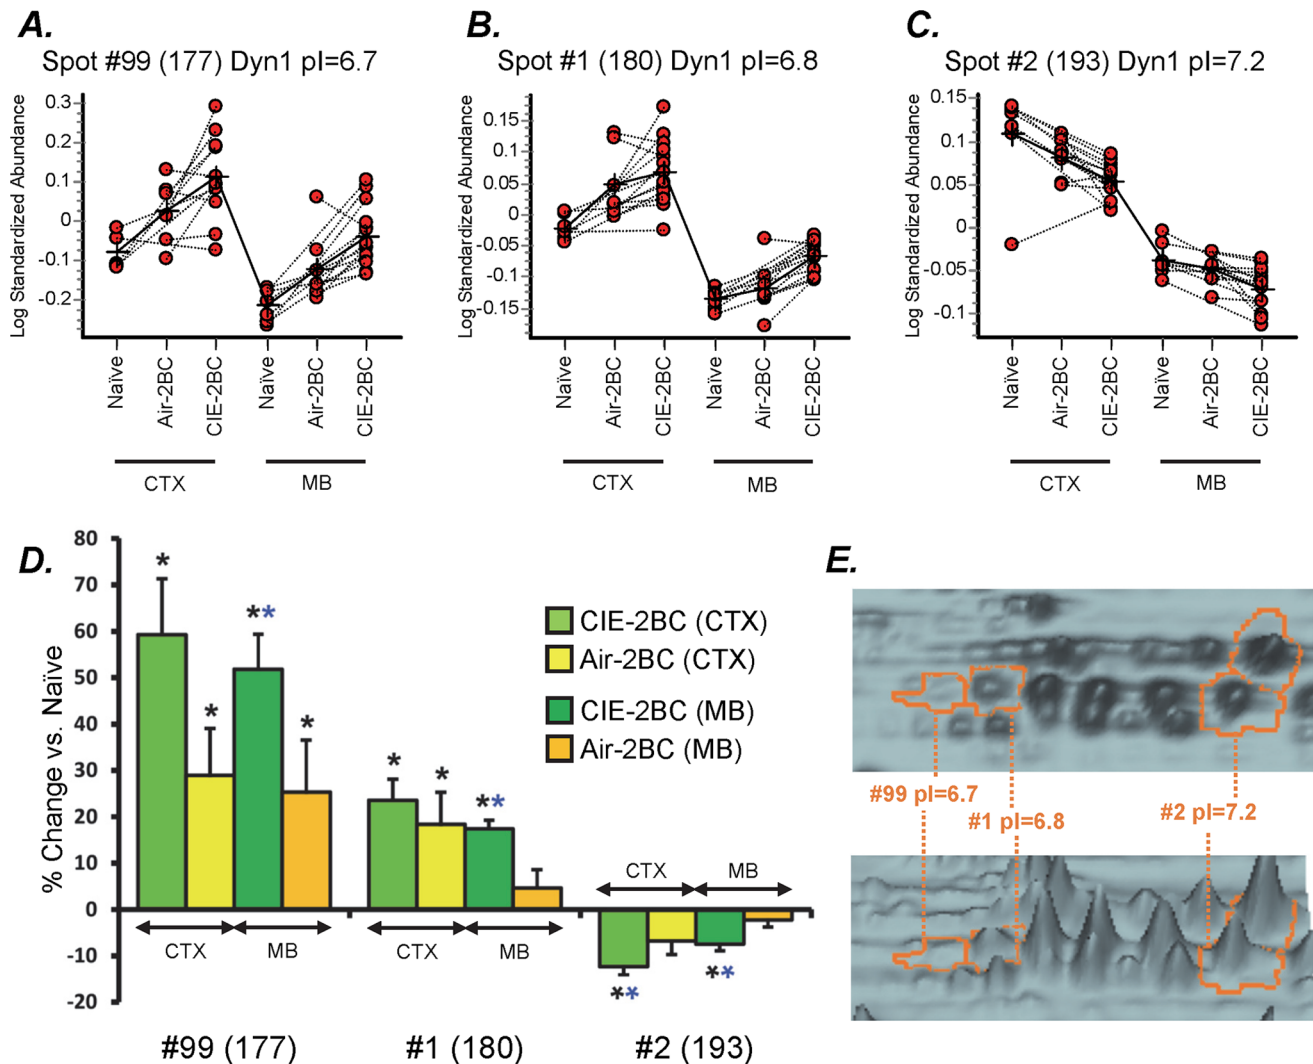 A.
Spot #99 (177) Dyn1 pI=6.7
Log Standardized Abundance
0.3
0.2
0.1
0
-0.1
-0.2
Naïve
Air-2BC
CIE-2BC
Naïve
Air-2BC
CIE-2BC
CTX
MB
B.
Spot #1 (180) Dyn1 pI=6.8
Log Standardized Abundance
0.15
0.1
0.05
0
-0.05
-0.1
-0.15
Naïve
Air-2BC
CIE-2BC
Naïve
Air-2BC
CIE-2BC
CTX
MB
C.
Spot #2 (193) Dyn1 pI=7.2
Log Standardized Abundance
0.15
0.1
0.05
0
-0.05
-0.1
Naïve
Air-2BC
CIE-2BC
Naïve
Air-2BC
CIE-2BC
CTX
MB
D.
% Change vs. Naïve
80
70
60
50
40
30
20
10
0
-10
-20
*
*
**
*
*
*
**
**
**
CIE-2BC (CTX)
Air-2BC (CTX)
CIE-2BC (MB)
Air-2BC (MB)
CTX
MB
CTX
MB
CTX
MB
#99 (177)
#1 (180)
#2 (193)
E.
#99 pI=6.7
#1 pI=6.8
#2 pI=7.2